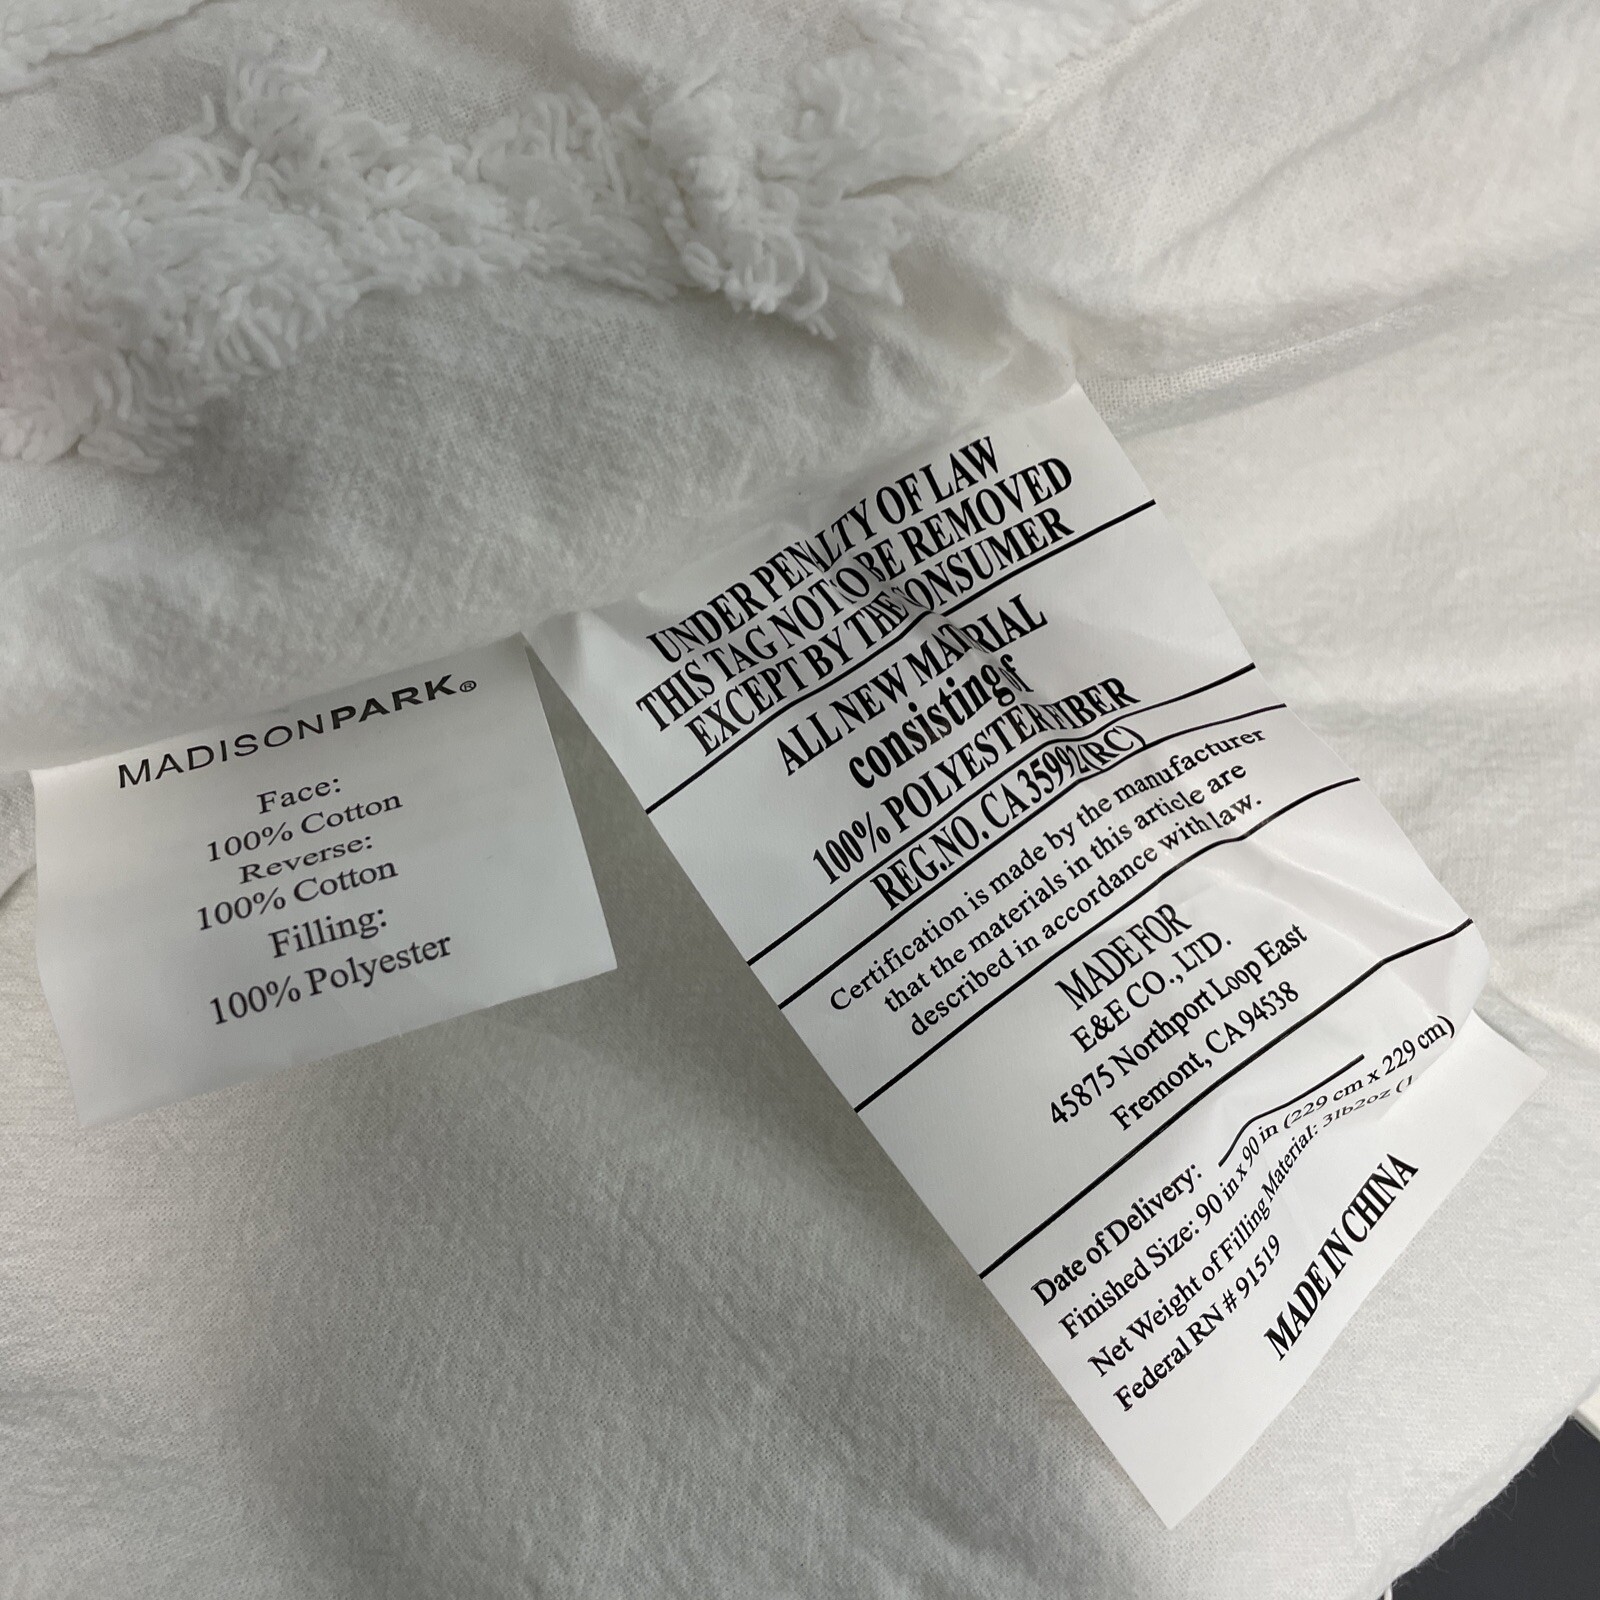 MADISONPARK®
Face:
100% Cotton
Reverse:
100% Cotton
Filling:
100% Polyester
UNDER PENALTY OF LAW
THIS TAG NOT TO BE REMOVED
EXCEPT BY THE CONSUMER
ALL NEW MATERIAL
consisting of
100% POLYESTER FIBER
REG.NO. CA35992(RC)
Certification is made by the manufacturer
that the materials in this article are
described in accordance with law.
MADE FOR
E&E CO., LTD.
45875 Northport Loop East
Fremont, CA 94538
Date of Delivery:
Finished Size: 90 in x 90 in (229 cm x 229 cm)
Net Weight of Filling Material: 3lb2oz (1
Federal RN # 91519
MADE IN CHINA